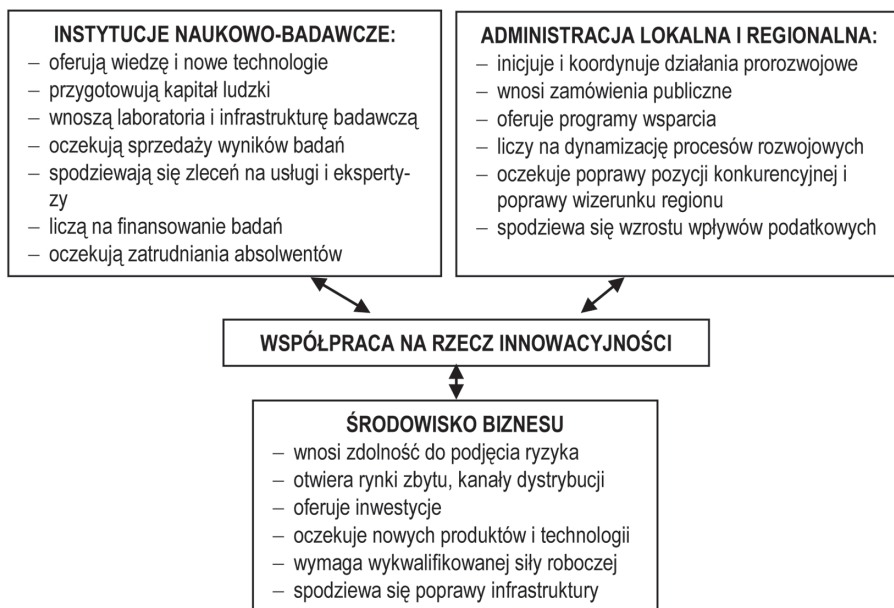 INSTYTUCJE NAUKOWO-BADAWCZE:
– oferują wiedzę i nowe technologie
– przygotowują kapitał ludzki
– wnoszą laboratoria i infrastrukturę badawczą
– oczekują sprzedaży wyników badań
– spodziewają się zleceń na usługi i eksperty-
zy
– liczą na finansowanie badań
– oczekują zatrudniania absolwentów
ADMINISTRACJA LOKALNA I REGIONALNA:
– inicjuje i koordynuje działania prorozwojowe
– wnosi zamówienia publiczne
– oferuje programy wsparcia
– liczy na dynamizację procesów rozwojowych
– oczekuje poprawy pozycji konkurencyjnej i
poprawy wizerunku regionu
– spodziewa się wzrostu wpływów podatkowych
WSPÓŁPRACA NA RZECZ INNOWACYJNOŚCI
ŚRODOWISKO BIZNESU
– wnosi zdolność do podjęcia ryzyka
– otwiera rynki zbytu, kanały dystrybucji
– oferuje inwestycje
– oczekuje nowych produktów i technologii
– wymaga wykwalifikowanej siły roboczej
– spodziewa się poprawy infrastruktury